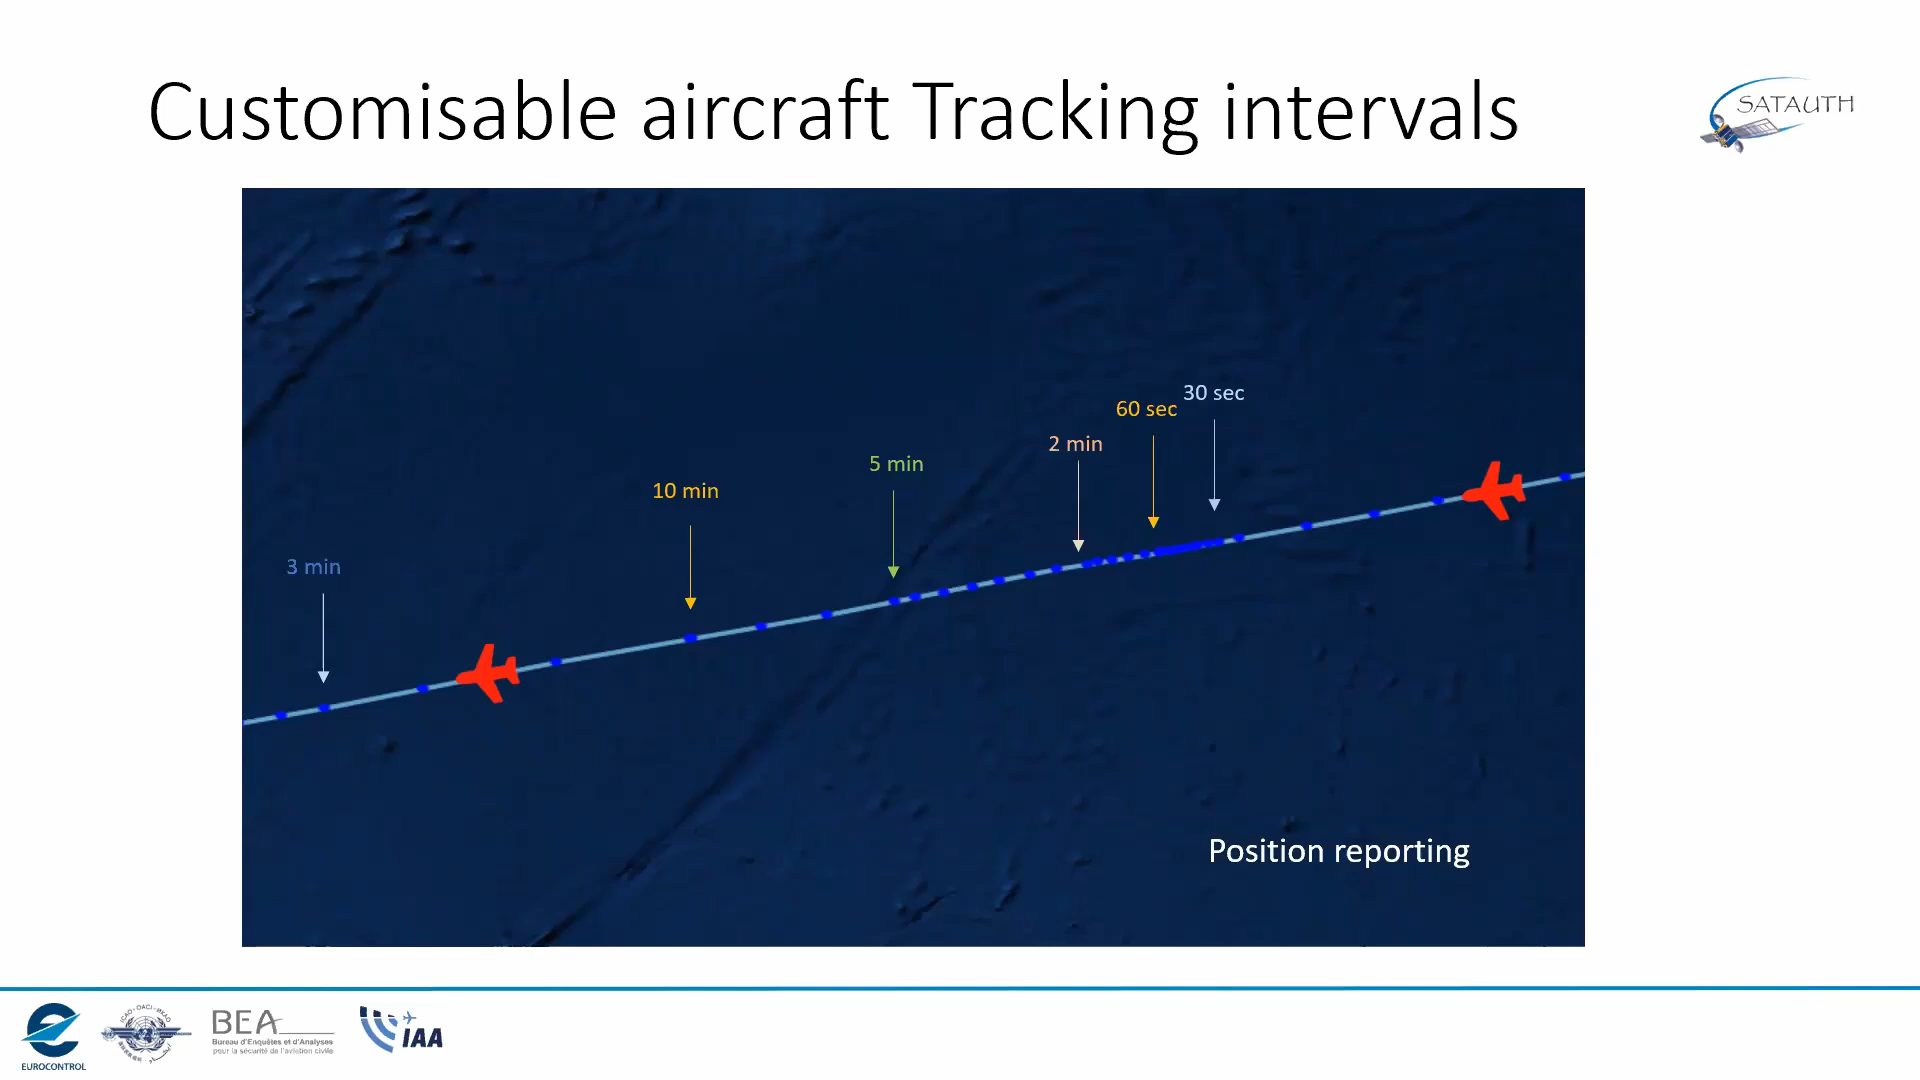 Customisable aircraft Tracking intervals
SATAUTH
30 sec
60 sec
2 min
5 min
10 min
3 min
Position reporting
EUROCONTROL
BEA
Bureau d'Enquêtes et d'Analyses
pour la sécurité de l'aviation civile
IAA